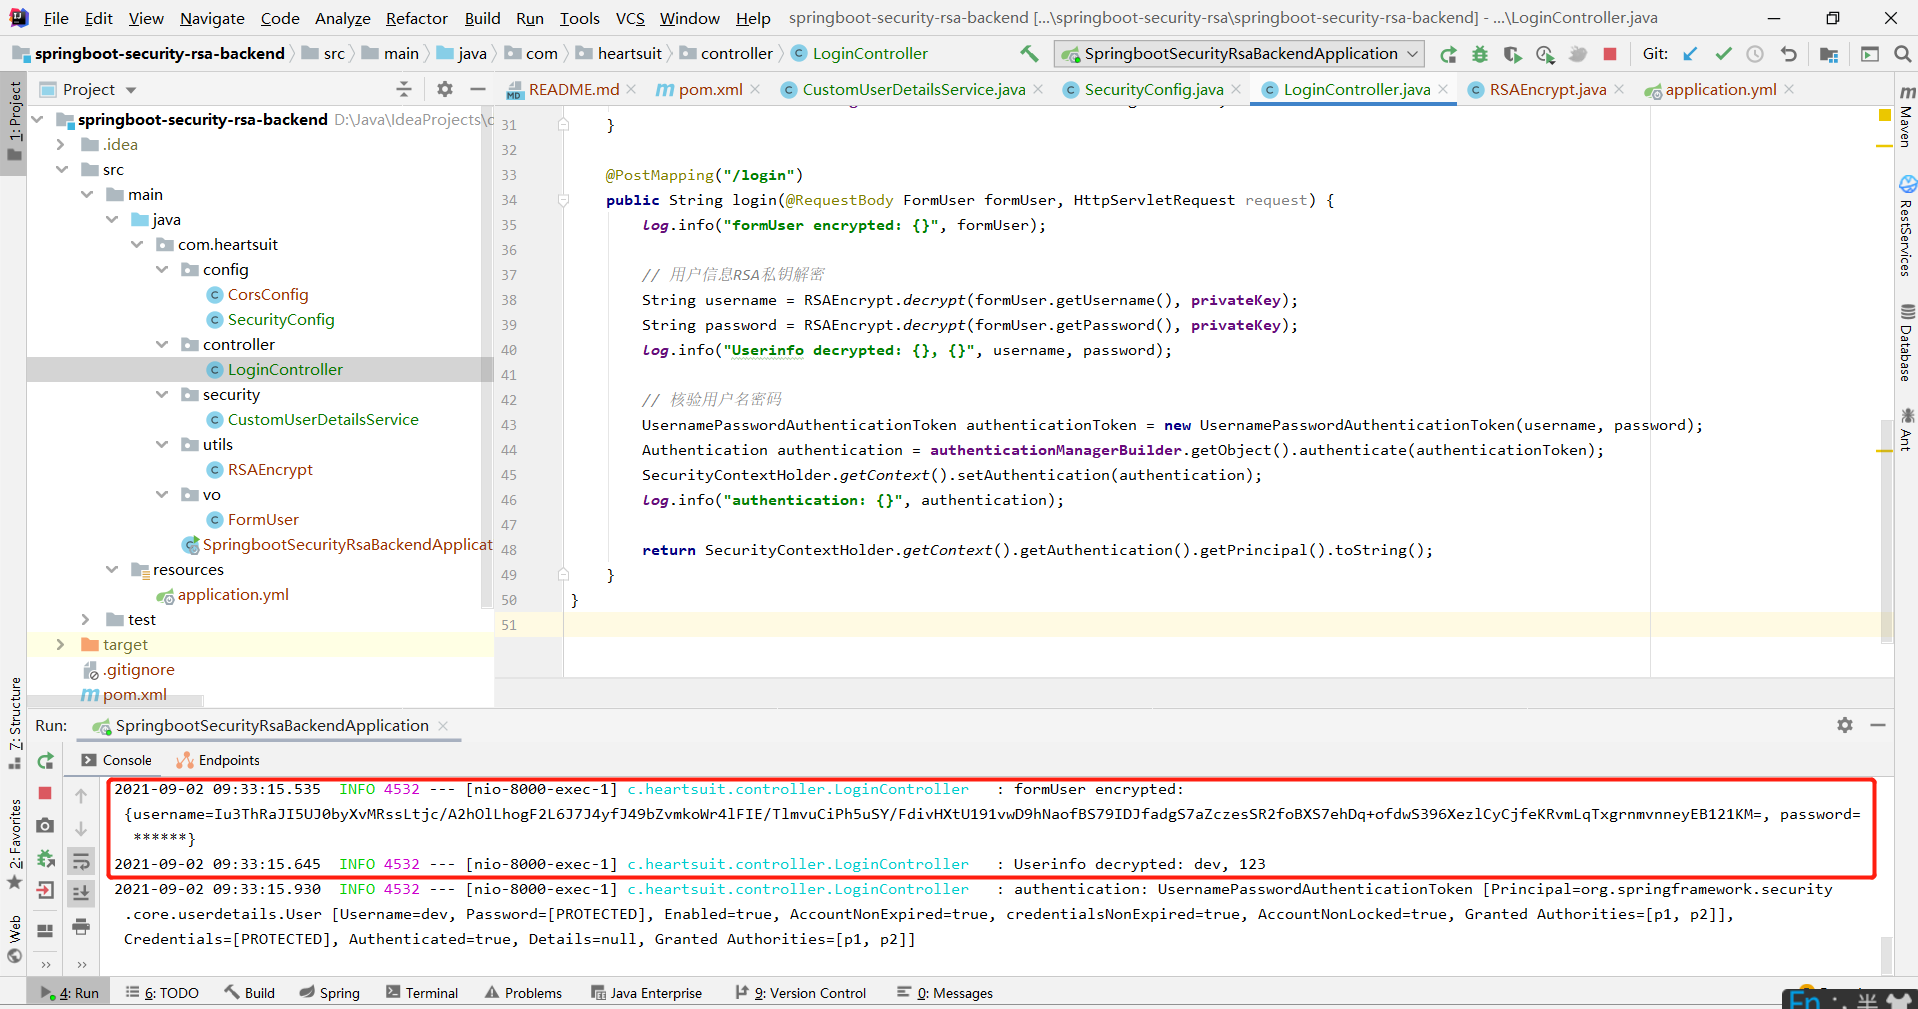 File Edit View Navigate Code Analyze Refactor Build Run Tools VCS Window Help springboot-security-rsa-backend [...\springboot-security-rsa\springboot-security-rsa-backend] - ...\LoginController.java
springboot-security-rsa-backend src main java com heartsuit controller LoginController SpringbootSecurityRsaBackendApplication Git:
Project README.md pom.xml CustomUserDetailsService.java SecurityConfig.java LoginController.java RSAEncrypt.java application.yml
1: Project
7: Structure
2: Favorites
Web
Maven
RestServices
Database
Ant
springboot-security-rsa-backend D:\Java\IdeaProjects\
.idea
src
main
java
com.heartsuit
config
CorsConfig
SecurityConfig
controller
LoginController
security
CustomUserDetailsService
utils
RSAEncrypt
vo
FormUser
SpringbootSecurityRsaBackendApplicat
resources
application.yml
test
target
.gitignore
pom.xml
31 }
32
33 @PostMapping("/login")
34 public String login(@RequestBody FormUser formUser, HttpServletRequest request) {
35 log.info("formUser encrypted: {}", formUser);
36
37 // 用户信息RSA私钥解密
38 String username = RSAEncrypt.decrypt(formUser.getUsername(), privateKey);
39 String password = RSAEncrypt.decrypt(formUser.getPassword(), privateKey);
40 log.info("Userinfo decrypted: {}, {}", username, password);
41
42 // 核验用户名密码
43 UsernamePasswordAuthenticationToken authenticationToken = new UsernamePasswordAuthenticationToken(username, password);
44 Authentication authentication = authenticationManagerBuilder.getObject().authenticate(authenticationToken);
45 SecurityContextHolder.getContext().setAuthentication(authentication);
46 log.info("authentication: {}", authentication);
47
48 return SecurityContextHolder.getContext().getAuthentication().getPrincipal().toString();
49 }
50 }
51
Run: SpringbootSecurityRsaBackendApplication
Console Endpoints
2021-09-02 09:33:15.535 INFO 4532 --- [nio-8000-exec-1] c.heartsuit.controller.LoginController : formUser encrypted:
{username=Iu3ThRaJI5UJ0byXvMRssLtjc/A2hOlLhogF2L6J7J4yfJ49bZvmkoWr4lFIE/TlmvuCiPh5uSY/FdivHXtU191vwD9hNaofBS79IDJfadgS7aZczesSR2foBXS7ehDq+ofdwS396XezlCyCjfeKRvmLqTxgrnmvnneyEB121KM=, password=
******}
2021-09-02 09:33:15.645 INFO 4532 --- [nio-8000-exec-1] c.heartsuit.controller.LoginController : Userinfo decrypted: dev, 123
2021-09-02 09:33:15.930 INFO 4532 --- [nio-8000-exec-1] c.heartsuit.controller.LoginController : authentication: UsernamePasswordAuthenticationToken [Principal=org.springframework.security
.core.userdetails.User [Username=dev, Password=[PROTECTED], Enabled=true, AccountNonExpired=true, credentialsNonExpired=true, AccountNonLocked=true, Granted Authorities=[p1, p2]],
Credentials=[PROTECTED], Authenticated=true, Details=null, Granted Authorities=[p1, p2]]
4: Run 6: TODO Build Spring Terminal Problems Java Enterprise 9: Version Control 0: Messages
En 半